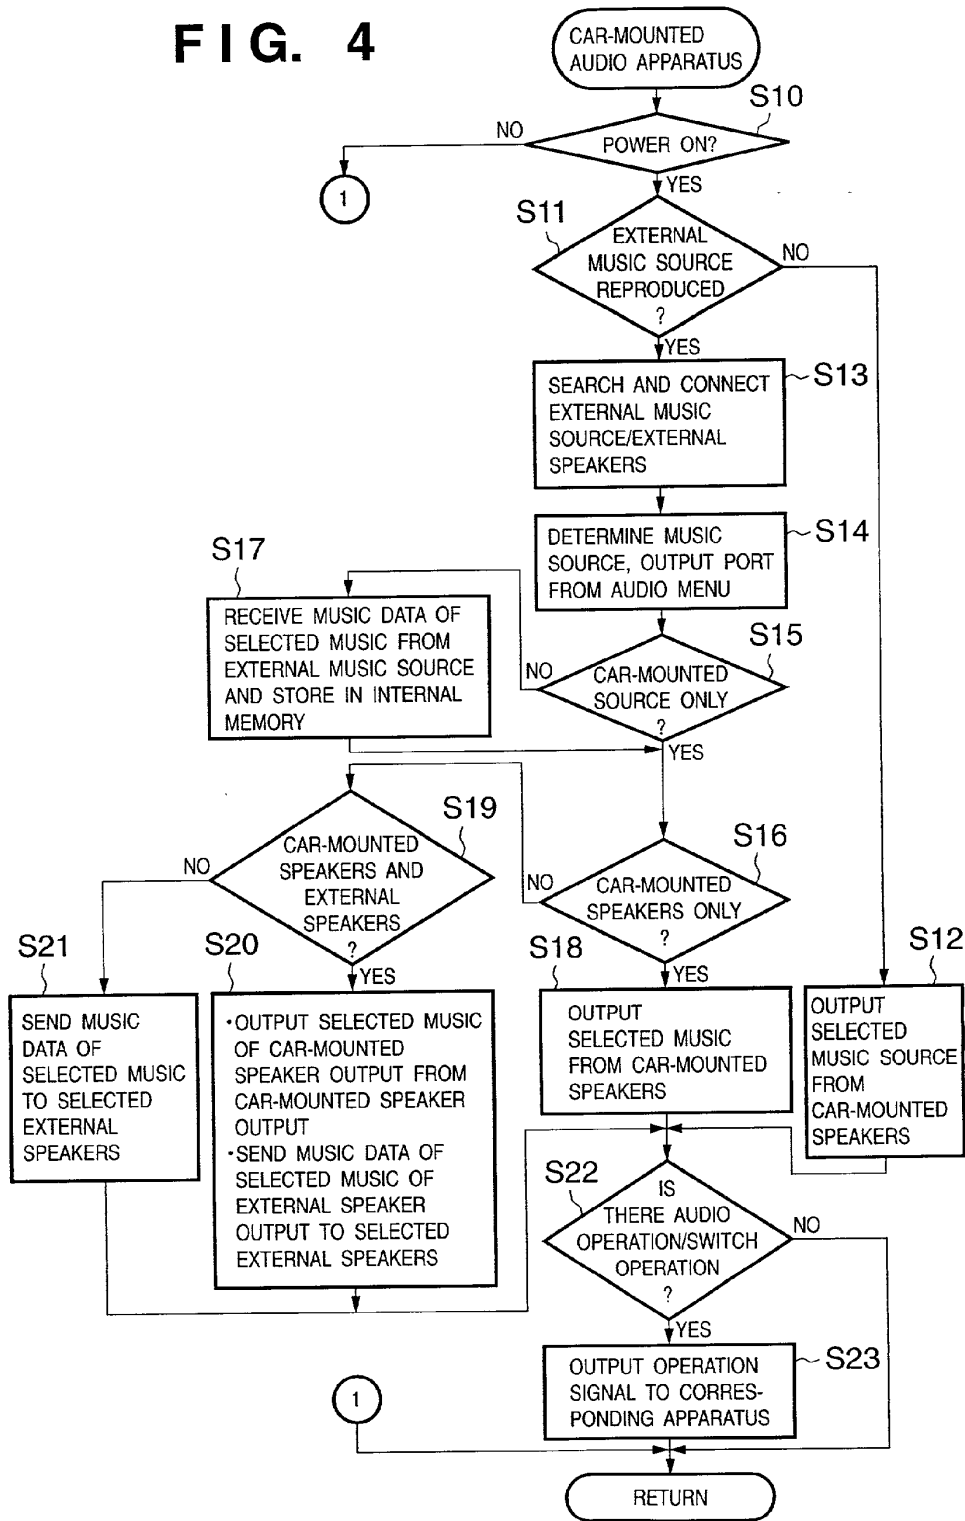 FIG. 4
CAR-MOUNTED
AUDIO APPARATUS
S10
POWER ON?
NO
1
YES
S11
EXTERNAL
MUSIC SOURCE
REPRODUCED
?
NO
YES
S13
SEARCH AND CONNECT
EXTERNAL MUSIC
SOURCE/EXTERNAL
SPEAKERS
S14
DETERMINE MUSIC
SOURCE, OUTPUT PORT
FROM AUDIO MENU
S17
RECEIVE MUSIC DATA OF
SELECTED MUSIC FROM
EXTERNAL MUSIC SOURCE
AND STORE IN INTERNAL
MEMORY
S15
NO
CAR-MOUNTED
SOURCE ONLY
?
YES
S19
CAR-MOUNTED
SPEAKERS AND
EXTERNAL
SPEAKERS
?
NO
YES
S16
NO
CAR-MOUNTED
SPEAKERS ONLY
?
YES
S21
SEND MUSIC
DATA OF
SELECTED MUSIC
TO SELECTED
EXTERNAL
SPEAKERS
S20
•OUTPUT SELECTED MUSIC
OF CAR-MOUNTED
SPEAKER OUTPUT FROM
CAR-MOUNTED SPEAKER
OUTPUT
•SEND MUSIC DATA OF
SELECTED MUSIC OF
EXTERNAL SPEAKER
OUTPUT TO SELECTED
EXTERNAL SPEAKERS
S18
OUTPUT
SELECTED MUSIC
FROM CAR-MOUNTED
SPEAKERS
S12
OUTPUT
SELECTED
MUSIC SOURCE
FROM
CAR-MOUNTED
SPEAKERS
S22
IS
THERE AUDIO
OPERATION/SWITCH
OPERATION
?
NO
YES
S23
OUTPUT OPERATION
SIGNAL TO CORRES-
PONDING APPARATUS
1
RETURN